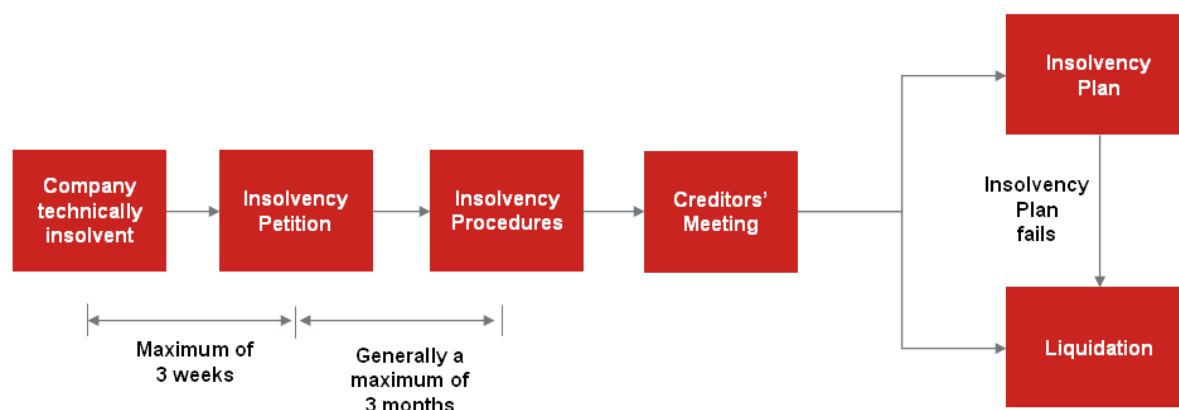 Company
technically
insolvent
Insolvency
Petition
Insolvency
Procedures
Creditors’
Meeting
Insolvency
Plan
Insolvency
Plan
fails
Liquidation
Maximum of
3 weeks
Generally a
maximum of
3 months